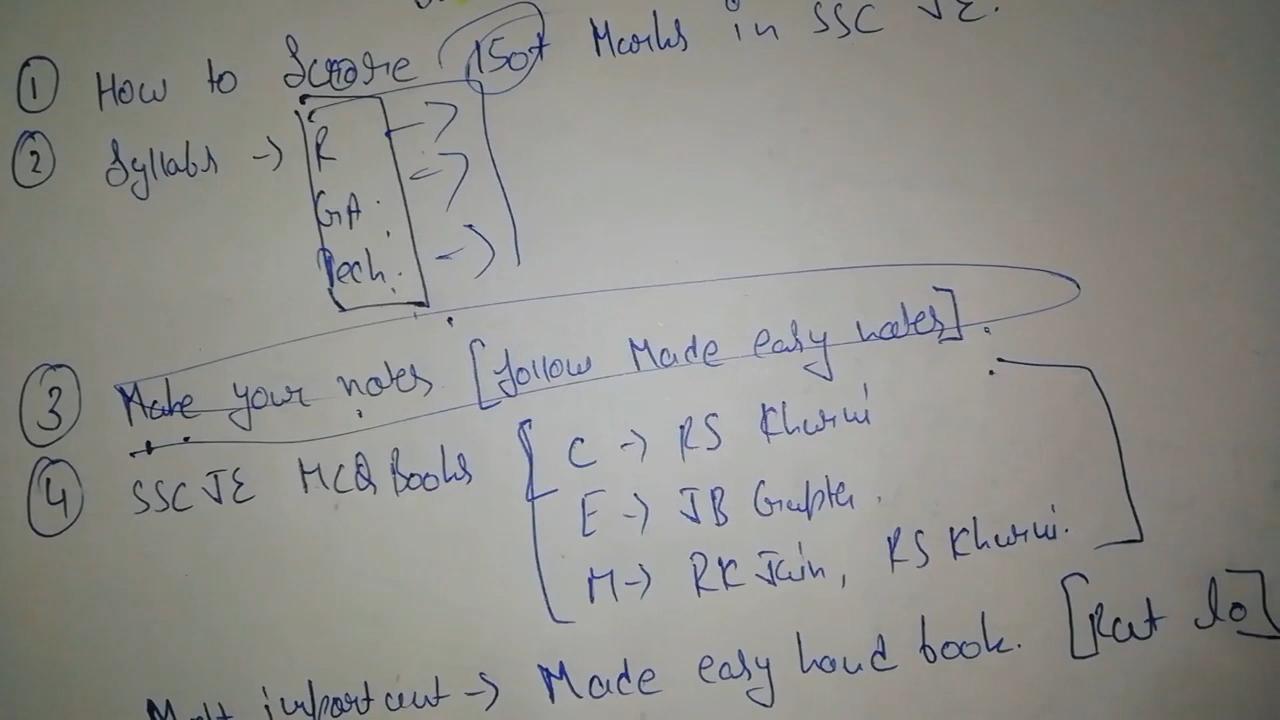 ① How to Score 150+ Marks in SSC JE.
② Syllabs → R
GA.
Tech.
③ Make your notes [follow Made easy notes].
④ SSC JE MCQ Books
C → RS Khurmi
E → JB Gupta.
M → RK Jain, RS Khurmi.
Most important → Made easy hand book. [Rat lo]